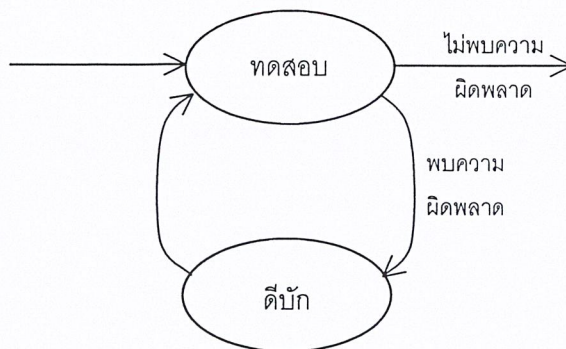 ทดสอบ
ไม่พบความ
ผิดพลาด
พบความ
ผิดพลาด
ดีบัก